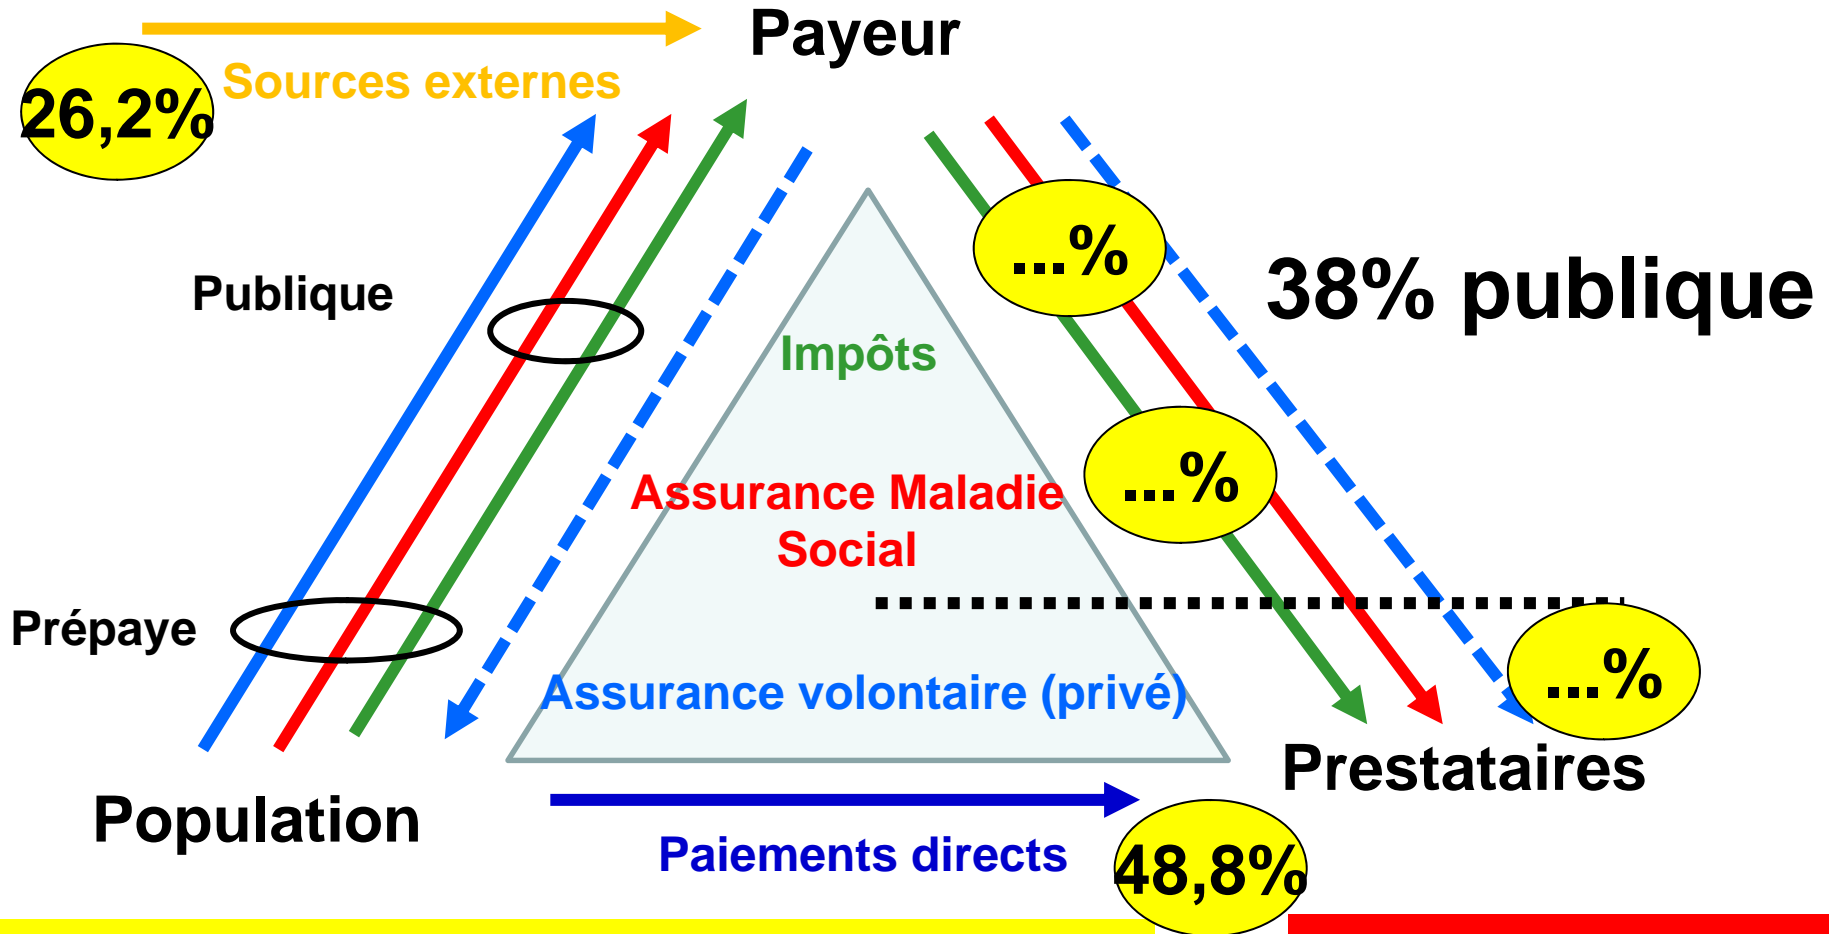 Payeur
Sources externes
26,2%
Publique
...%
38% publique
Impôts
...%
Assurance Maladie
Social
Prépaye
...%
Assurance volontaire (privé)
Prestataires
Population
Paiements directs
48,8%